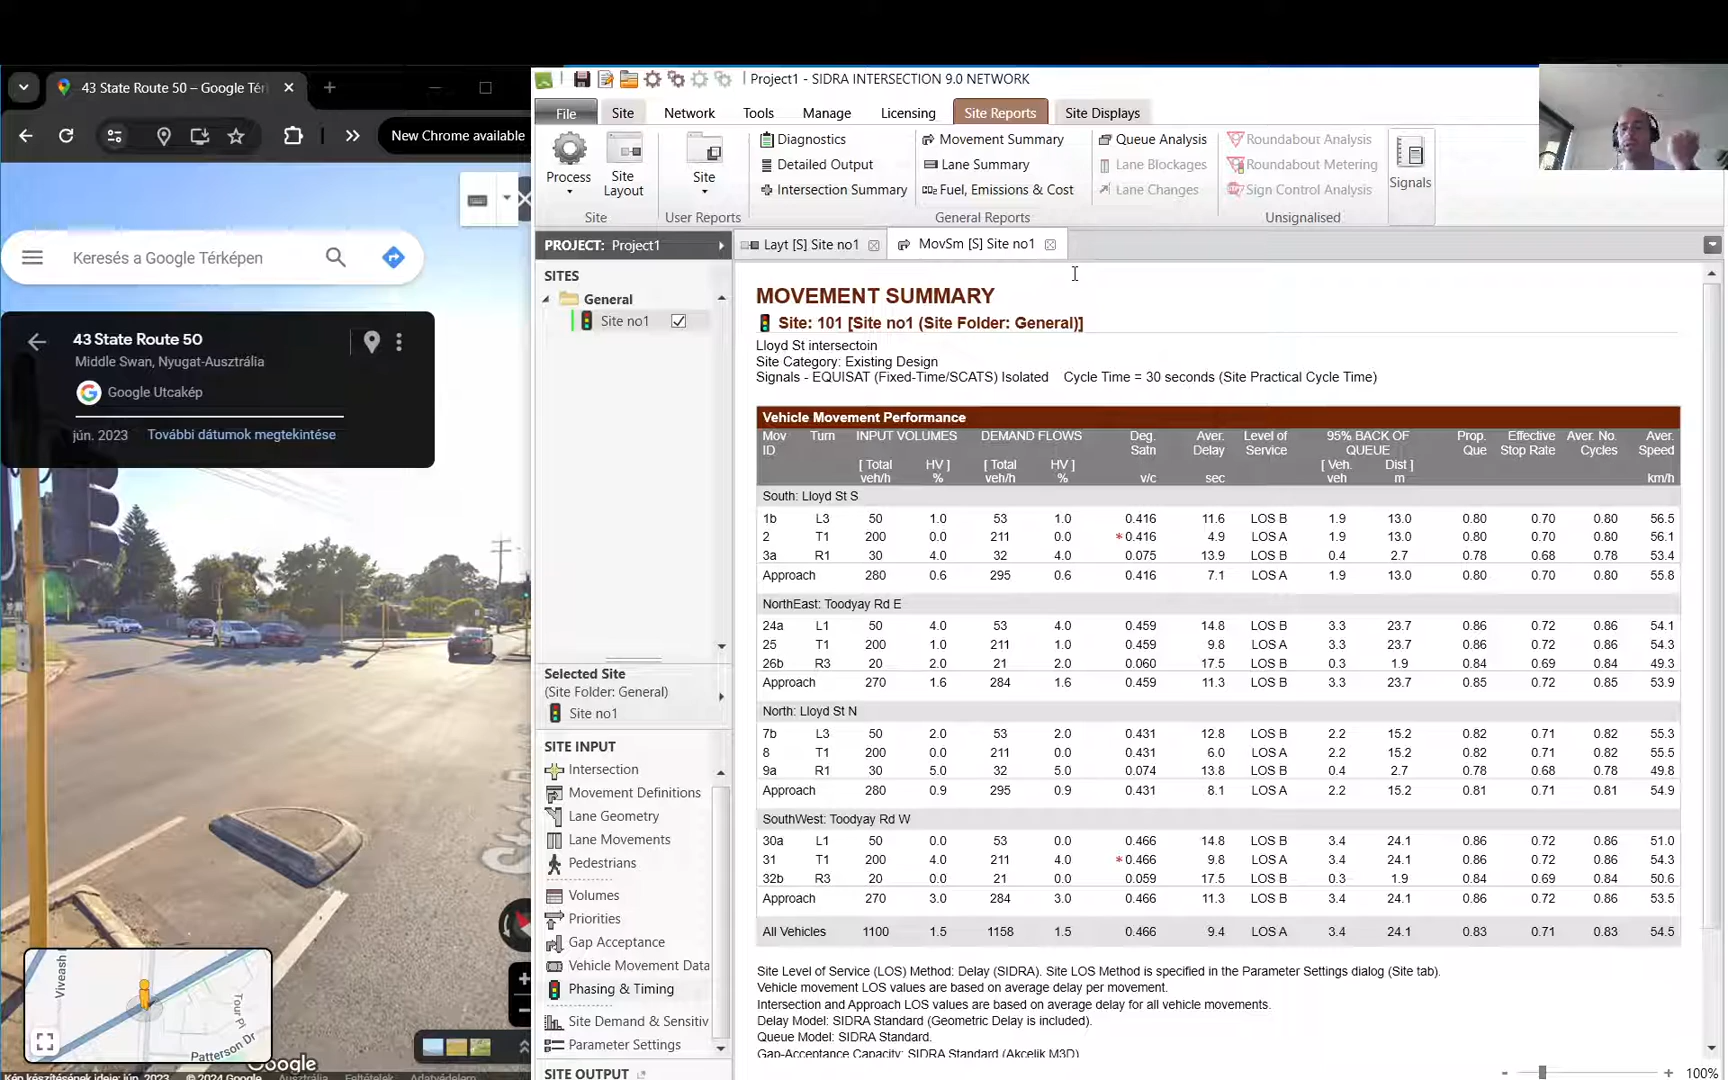 43 State Route 50 – Google Tér
New Chrome available
Keresés a Google Térképen
43 State Route 50
Middle Swan, Nyugat-Ausztrália
Google Utcakép
jún. 2023 További dátumok megtekintése
Viveash
Tour Pl
Patterson Dr
Google
Kép készítésének ideje: jún. 2023 © 2024 Google Ausztrália Feltételek Adatvédelem
Project1 - SIDRA INTERSECTION 9.0 NETWORK
File Site Network Tools Manage Licensing Site Reports Site Displays
Process
Site Layout
Site
Diagnostics
Detailed Output
Intersection Summary
Movement Summary
Lane Summary
Fuel, Emissions & Cost
Queue Analysis
Lane Blockages
Lane Changes
Roundabout Analysis
Roundabout Metering
Sign Control Analysis
Signals
Site User Reports General Reports Unsignalised
PROJECT: Project1
Layt [S] Site no1 MovSm [S] Site no1
SITES
General
Site no1
Selected Site
(Site Folder: General)
Site no1
SITE INPUT
Intersection
Movement Definitions
Lane Geometry
Lane Movements
Pedestrians
Volumes
Priorities
Gap Acceptance
Vehicle Movement Data
Phasing & Timing
Site Demand & Sensitiv
Parameter Settings
SITE OUTPUT
MOVEMENT SUMMARY
Site: 101 [Site no1 (Site Folder: General)]
Lloyd St intersectoin
Site Category: Existing Design
Signals - EQUISAT (Fixed-Time/SCATS) Isolated Cycle Time = 30 seconds (Site Practical Cycle Time)
Vehicle Movement Performance
Mov Turn INPUT VOLUMES DEMAND FLOWS Deg. Aver. Level of 95% BACK OF Prop. Effective Aver. No. Aver.
ID Satn Delay Service QUEUE Que Stop Rate Cycles Speed
[ Total HV ] [ Total HV ] [ Veh. Dist ]
veh/h % veh/h % v/c sec veh m km/h
South: Lloyd St S
1b L3 50 1.0 53 1.0 0.416 11.6 LOS B 1.9 13.0 0.80 0.70 0.80 56.5
2 T1 200 0.0 211 0.0 * 0.416 4.9 LOS A 1.9 13.0 0.80 0.70 0.80 56.1
3a R1 30 4.0 32 4.0 0.075 13.9 LOS B 0.4 2.7 0.78 0.68 0.78 53.4
Approach 280 0.6 295 0.6 0.416 7.1 LOS A 1.9 13.0 0.80 0.70 0.80 55.8
NorthEast: Toodyay Rd E
24a L1 50 4.0 53 4.0 0.459 14.8 LOS B 3.3 23.7 0.86 0.72 0.86 54.1
25 T1 200 1.0 211 1.0 0.459 9.8 LOS A 3.3 23.7 0.86 0.72 0.86 54.3
26b R3 20 2.0 21 2.0 0.060 17.5 LOS B 0.3 1.9 0.84 0.69 0.84 49.3
Approach 270 1.6 284 1.6 0.459 11.3 LOS B 3.3 23.7 0.85 0.72 0.85 53.9
North: Lloyd St N
7b L3 50 2.0 53 2.0 0.431 12.8 LOS B 2.2 15.2 0.82 0.71 0.82 55.3
8 T1 200 0.0 211 0.0 0.431 6.0 LOS A 2.2 15.2 0.82 0.71 0.82 55.5
9a R1 30 5.0 32 5.0 0.074 13.8 LOS B 0.4 2.7 0.78 0.68 0.78 49.8
Approach 280 0.9 295 0.9 0.431 8.1 LOS A 2.2 15.2 0.81 0.71 0.81 54.9
SouthWest: Toodyay Rd W
30a L1 50 0.0 53 0.0 0.466 14.8 LOS B 3.4 24.1 0.86 0.72 0.86 51.0
31 T1 200 4.0 211 4.0 * 0.466 9.8 LOS A 3.4 24.1 0.86 0.72 0.86 54.3
32b R3 20 0.0 21 0.0 0.059 17.5 LOS B 0.3 1.9 0.84 0.69 0.84 50.6
Approach 270 3.0 284 3.0 0.466 11.3 LOS B 3.4 24.1 0.86 0.72 0.86 53.5
All Vehicles 1100 1.5 1158 1.5 0.466 9.4 LOS A 3.4 24.1 0.83 0.71 0.83 54.5
Site Level of Service (LOS) Method: Delay (SIDRA). Site LOS Method is specified in the Parameter Settings dialog (Site tab).
Vehicle movement LOS values are based on average delay per movement.
Intersection and Approach LOS values are based on average delay for all vehicle movements.
Delay Model: SIDRA Standard (Geometric Delay is included).
Queue Model: SIDRA Standard.
Gap-Acceptance Capacity: SIDRA Standard (Akçelik M3D).
100%